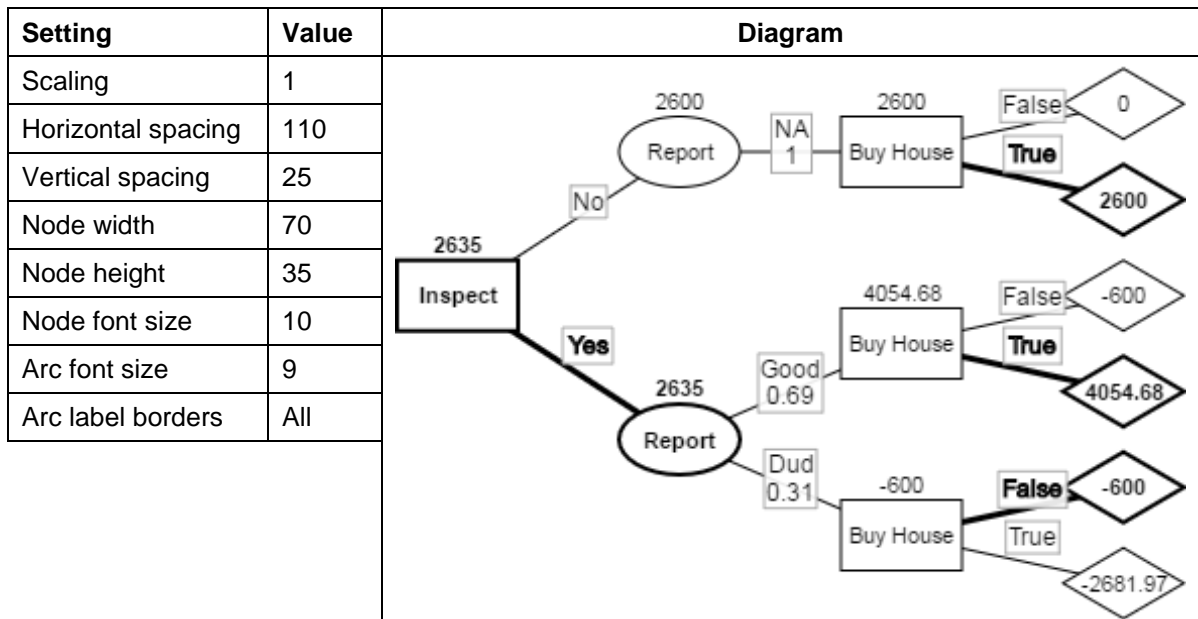 Setting Value Diagram
Scaling 1
Horizontal spacing 110
Vertical spacing 25
Node width 70
Node height 35
Node font size 10
Arc font size 9
Arc label borders All
2635
Inspect
No
2600
Report
NA
1
2600
Buy House
False
0
True
2600
Yes
2635
Report
Good
0.69
4054.68
Buy House
False
-600
True
4054.68
Dud
0.31
-600
Buy House
False
-600
True
-2681.97